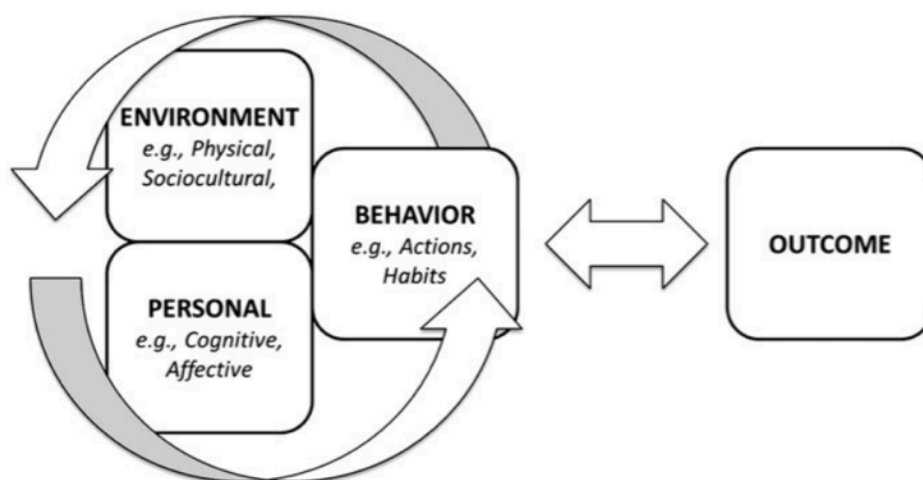 ENVIRONMENT
e.g., Physical,
Sociocultural,
BEHAVIOR
e.g., Actions,
Habits
OUTCOME
PERSONAL
e.g., Cognitive,
Affective